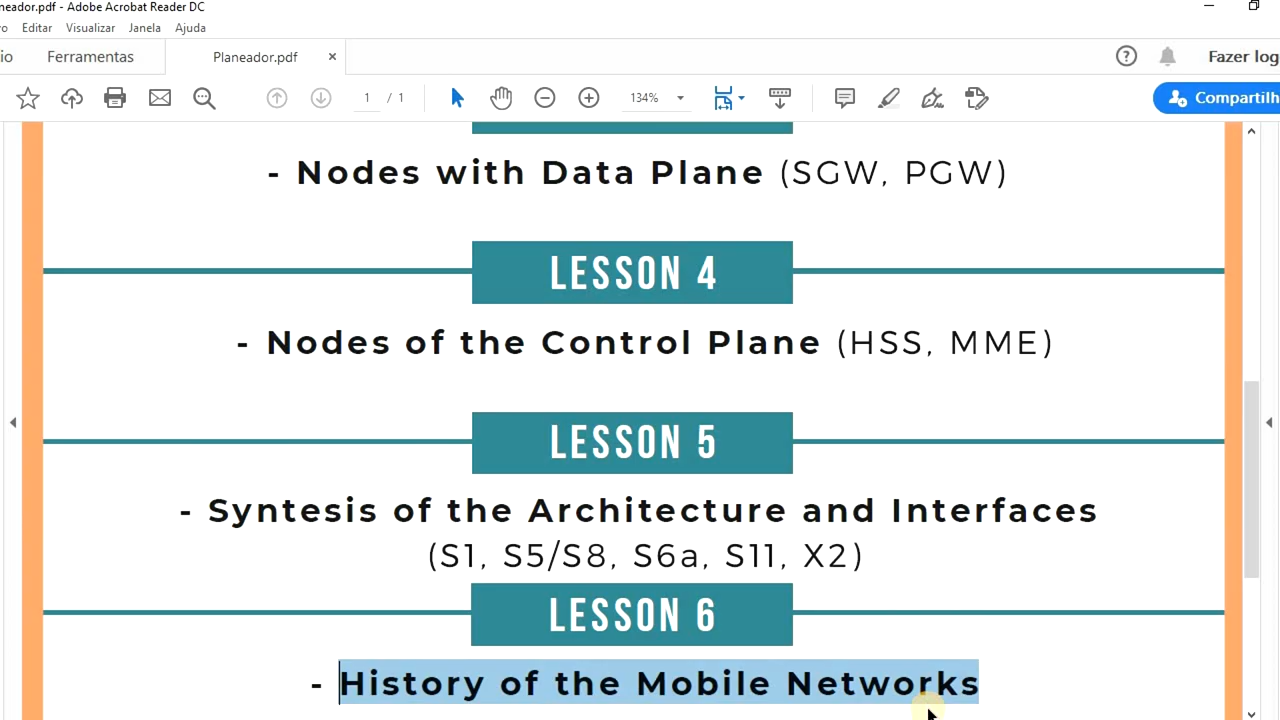 neador.pdf - Adobe Acrobat Reader DC
vo Editar Visualizar Janela Ajuda
io Ferramentas Planeador.pdf × Fazer log
1 / 1 134% Compartilh
- Nodes with Data Plane (SGW, PGW)
LESSON 4
- Nodes of the Control Plane (HSS, MME)
LESSON 5
- Syntesis of the Architecture and Interfaces
(S1, S5/S8, S6a, S11, X2)
LESSON 6
- History of the Mobile Networks